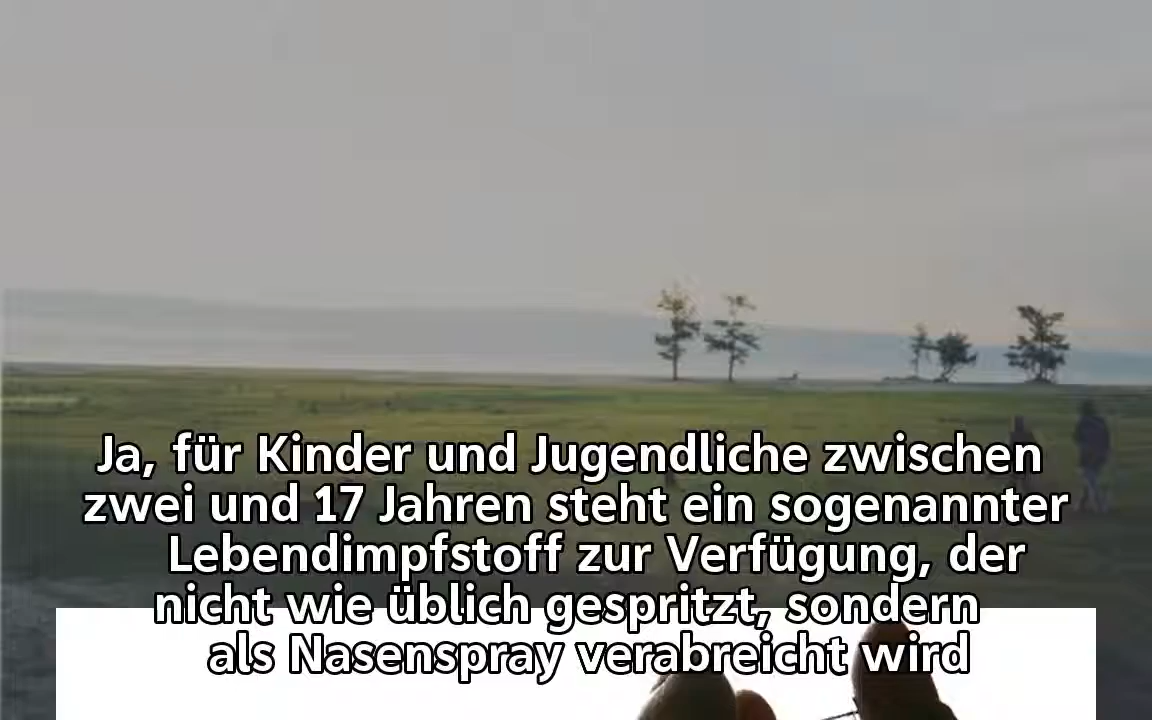 Ja, für Kinder und Jugendliche zwischen
zwei und 17 Jahren steht ein sogenannter
Lebendimpfstoff zur Verfügung, der
nicht wie üblich gespritzt, sondern
als Nasenspray verabreicht wird